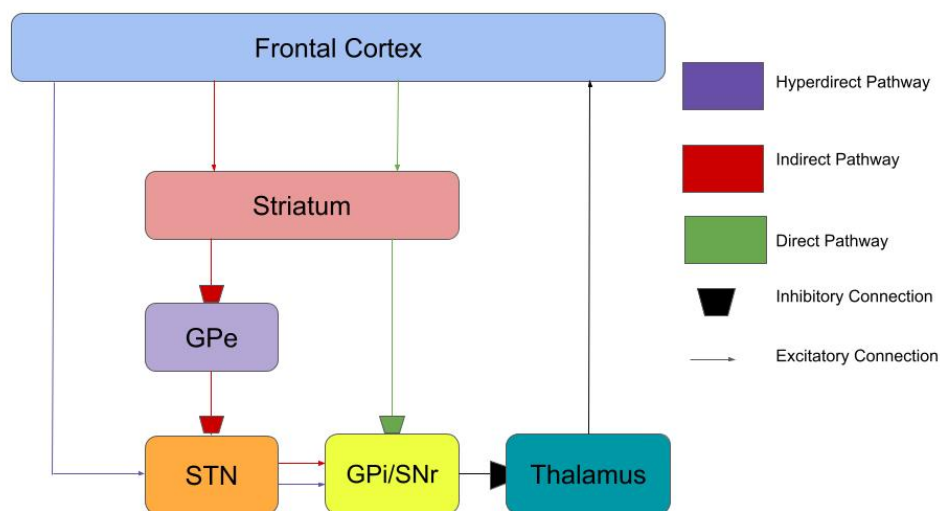 Frontal Cortex
Hyperdirect Pathway
Indirect Pathway
Striatum
Direct Pathway
Inhibitory Connection
GPe
Excitatory Connection
STN
GPi/SNr
Thalamus